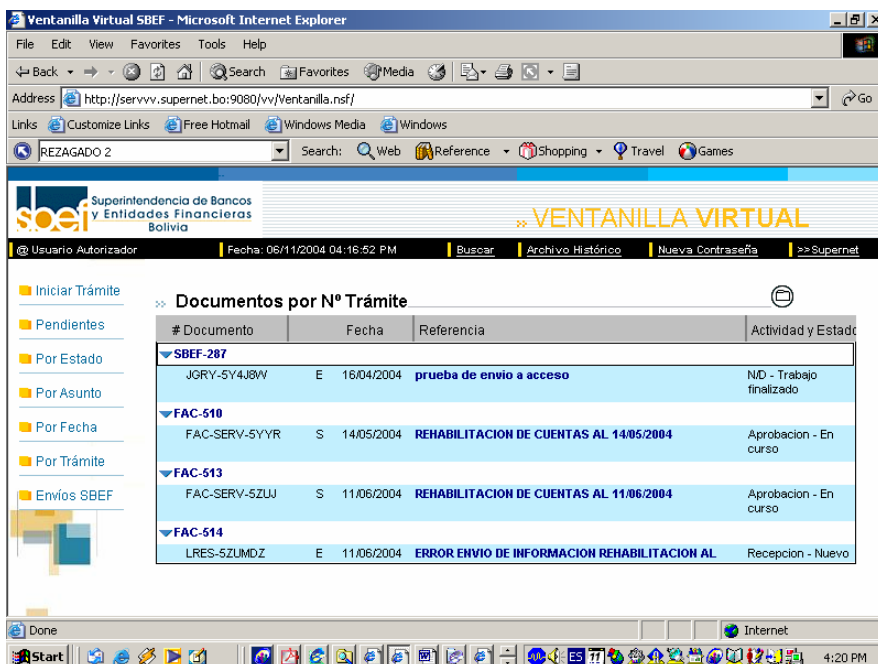 Ventanilla Virtual SBEF - Microsoft Internet Explorer
File Edit View Favorites Tools Help
Back Search Favorites Media
Address http://servvv.supernet.bo:9080/vv/Ventanilla.nsf/ Go
Links Customize Links Free Hotmail Windows Media Windows
REZAGADO 2 Search: Web Reference Shopping Travel Games
sbef Superintendencia de Bancos
y Entidades Financieras
Bolivia
VENTANILLA VIRTUAL
@ Usuario Autorizador Fecha: 06/11/2004 04:16:52 PM Buscar Archivo Histórico Nueva Contraseña >>Supernet
Iniciar Trámite
Pendientes
Por Estado
Por Asunto
Por Fecha
Por Trámite
Envíos SBEF
Documentos por Nº Trámite
# Documento Fecha Referencia Actividad y Estado
SBEF-287
JGRY-5Y4J8W E 16/04/2004 prueba de envio a acceso N/D - Trabajo
finalizado
FAC-510
FAC-SERV-5YYR S 14/05/2004 REHABILITACION DE CUENTAS AL 14/05/2004 Aprobacion - En
curso
FAC-513
FAC-SERV-5ZUJ S 11/06/2004 REHABILITACION DE CUENTAS AL 11/06/2004 Aprobacion - En
curso
FAC-514
LRES-5ZUMDZ E 11/06/2004 ERROR ENVIO DE INFORMACION REHABILITACION AL Recepcion - Nuevo
Done Internet
Start ES 4:20 PM